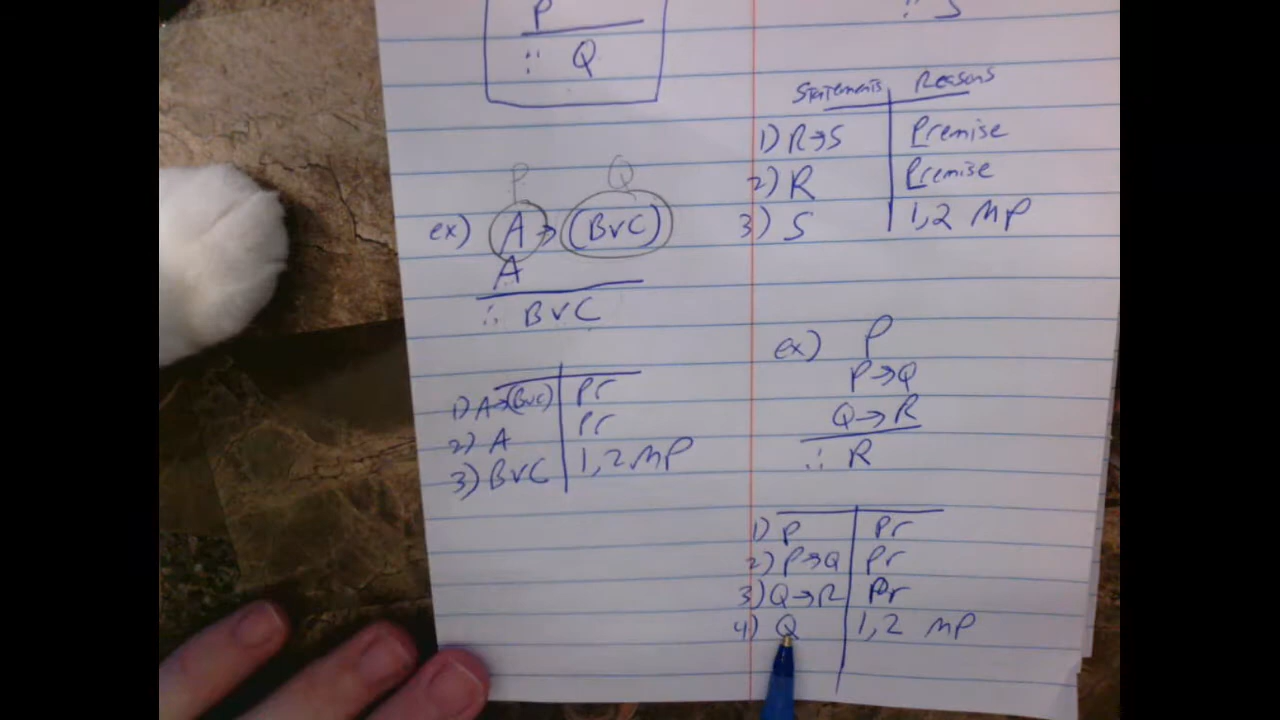 P
∴ Q
∴ S
Statements Reasons
1) R→S Premise
2) R Premise
3) S 1,2 MP
P Q
ex) A→(BvC)
A
∴ BvC
1) A→(BvC) Pr
2) A Pr
3) BvC 1,2 MP
ex) P
P→Q
Q→R
∴ R
1) P Pr
2) P→Q Pr
3) Q→R Pr
4) Q 1,2 MP